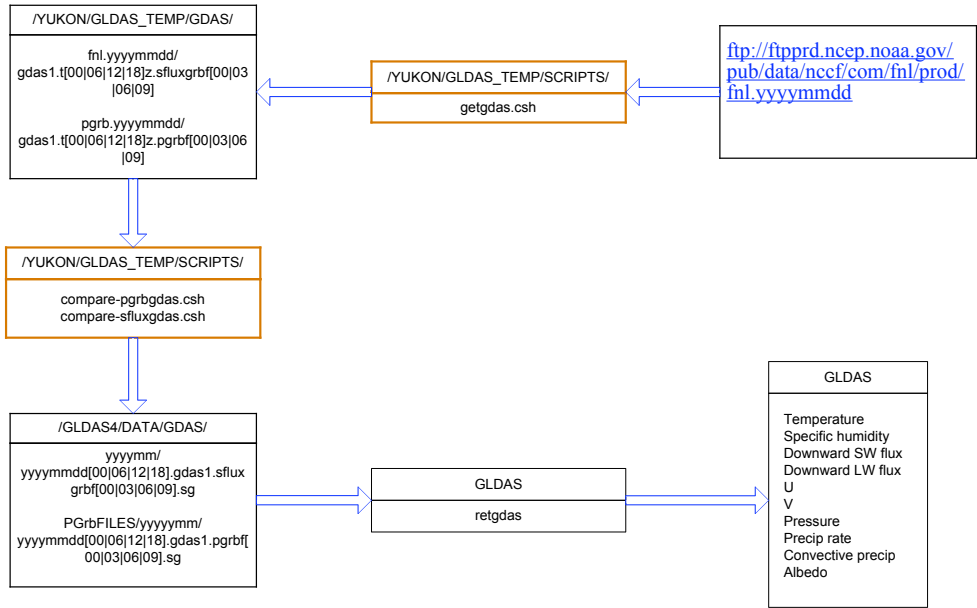 /YUKON/GLDAS_TEMP/GDAS/
fnl.yyyymmdd/
gdas1.t[00|06|12|18]z.sfluxgrbf[00|03
|06|09]
pgrb.yyyymmdd/
gdas1.t[00|06|12|18]z.pgrbf[00|03|06
|09]
/YUKON/GLDAS_TEMP/SCRIPTS/
getgdas.csh
ftp://ftpprd.ncep.noaa.gov/
pub/data/nccf/com/fnl/prod/
fnl.yyyymmdd
/YUKON/GLDAS_TEMP/SCRIPTS/
compare-pgrbgdas.csh
compare-sfluxgdas.csh
/GLDAS4/DATA/GDAS/
yyyymm/
yyyymmdd[00|06|12|18].gdas1.sflux
grbf[00|03|06|09].sg
PGrbFILES/yyyyymm/
yyyymmdd[00|06|12|18].gdas1.pgrbf[
00|03|06|09].sg
GLDAS
retgdas
GLDAS
Temperature
Specific humidity
Downward SW flux
Downward LW flux
U
V
Pressure
Precip rate
Convective precip
Albedo